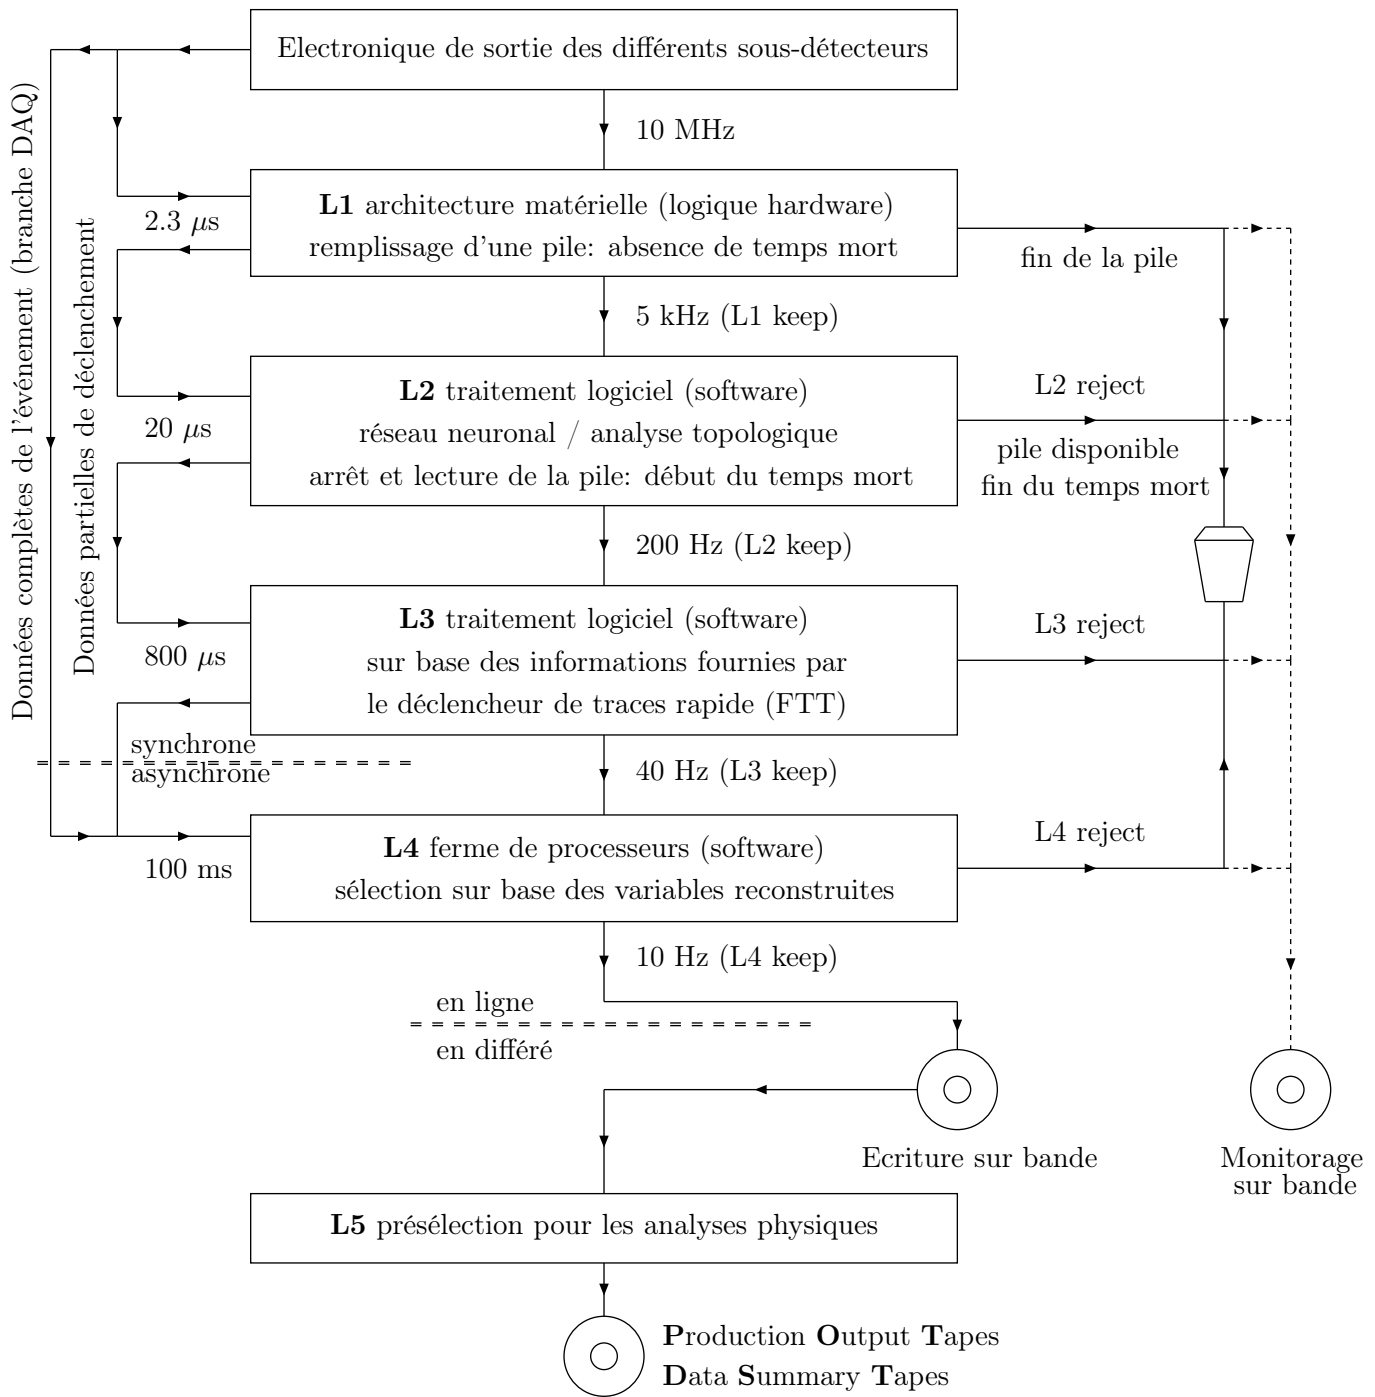 Electronique de sortie des différents sous-détecteurs
10 MHz
Données complètes de l'événement (branche DAQ)
Données partielles de déclenchement
L1 architecture matérielle (logique hardware)
remplissage d'une pile: absence de temps mort
2.3 μs
fin de la pile
5 kHz (L1 keep)
L2 traitement logiciel (software)
réseau neuronal / analyse topologique
arrêt et lecture de la pile: début du temps mort
20 μs
L2 reject
pile disponible
fin du temps mort
200 Hz (L2 keep)
L3 traitement logiciel (software)
sur base des informations fournies par
le déclencheur de traces rapide (FTT)
800 μs
L3 reject
synchrone
asynchrone
40 Hz (L3 keep)
L4 ferme de processeurs (software)
sélection sur base des variables reconstruites
100 ms
L4 reject
10 Hz (L4 keep)
en ligne
en différé
Ecriture sur bande
Monitorage
sur bande
L5 présélection pour les analyses physiques
Production Output Tapes
Data Summary Tapes